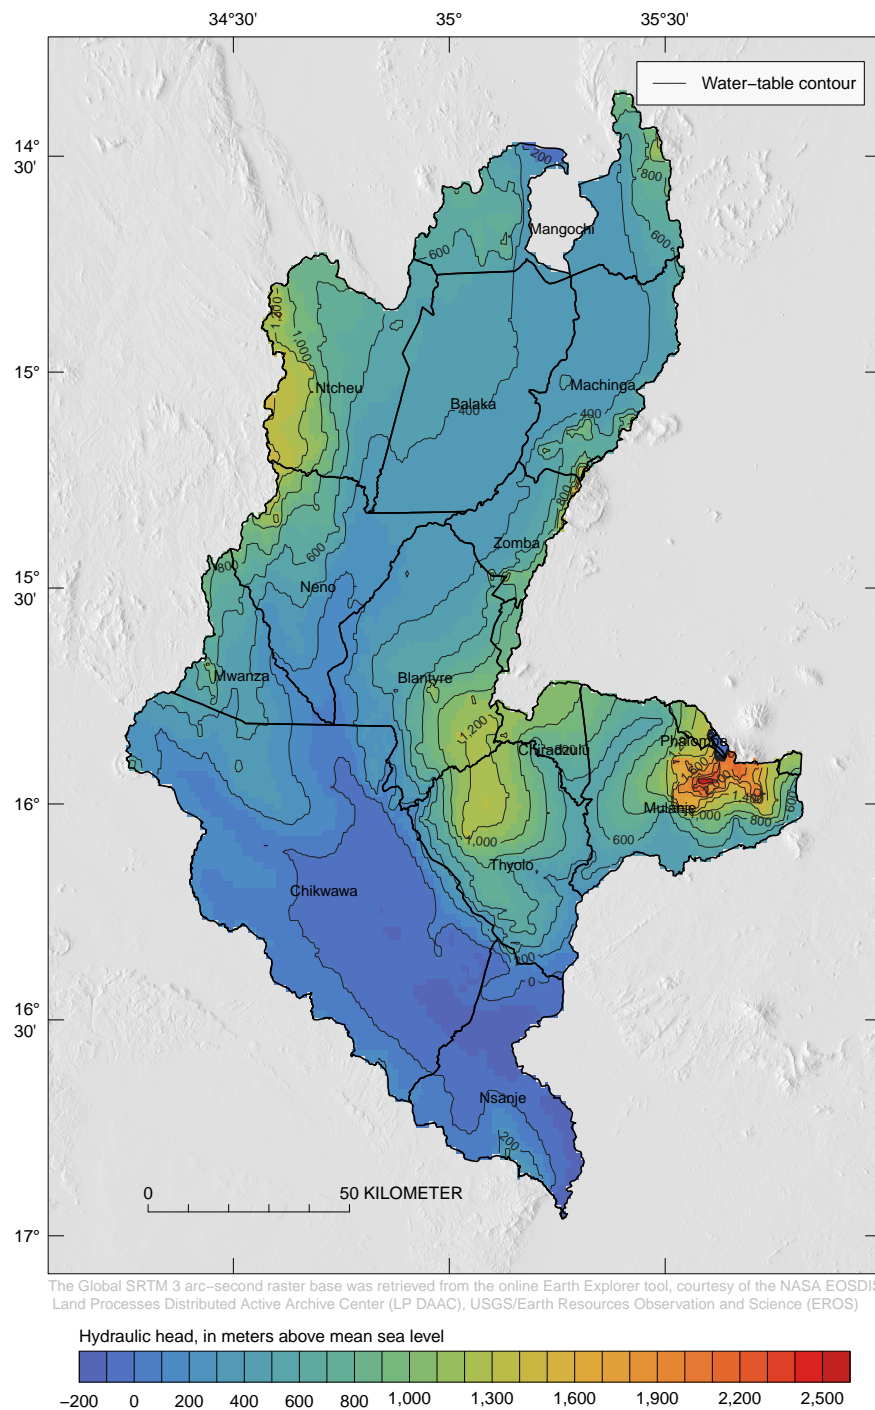 34°30' 35° 35°30'
Water−table contour
14°
30'
200
800
Mangochi
600
600
1,200
1,000
15°
Ntcheu
Machinga
Balaka
400
400
800
Zomba
600
800
Neno
15°
30'
Mwanza
Blantyre
1,200
Chiradzulu
Phalombe
16°
1,400
600
Mulanje
1,000
800
600
1,000
Thyolo
Chikwawa
200
0
16°
30'
Nsanje
200
0 50 KILOMETER
17°
The Global SRTM 3 arc−second raster base was retrieved from the online Earth Explorer tool, courtesy of the NASA EOSDIS
Land Processes Distributed Active Archive Center (LP DAAC), USGS/Earth Resources Observation and Science (EROS)
Hydraulic head, in meters above mean sea level
−200 0 200 400 600 800 1,000 1,300 1,600 1,900 2,200 2,500